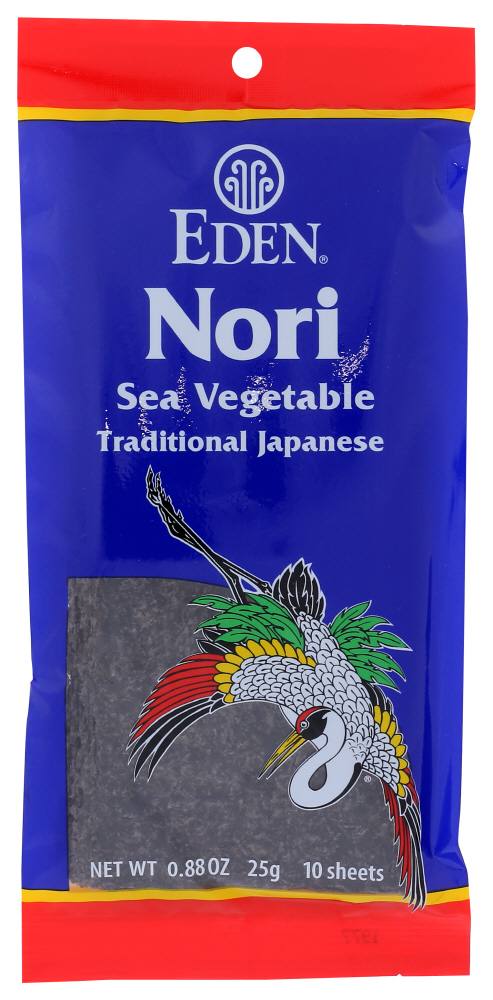 EDEN®
Nori
Sea Vegetable
Traditional Japanese
®
NET WT 0.88 OZ 25g 10 sheets